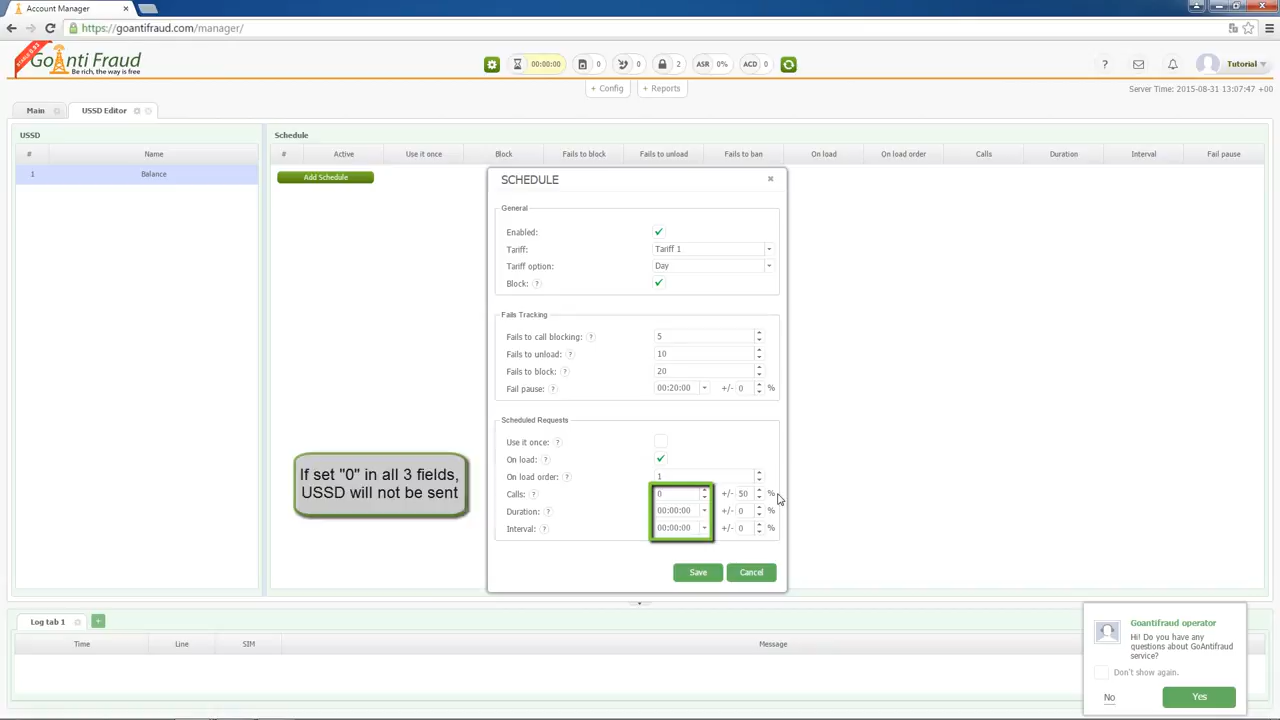 Account Manager
https://goantifraud.com/manager/
GoAnti Fraud
Be rich, the way is free
00:00:00
0
0
2
ASR 0%
ACD 0
?
Tutorial
+ Config
+ Reports
Server Time: 2015-08-31 13:07:47 +00
Main
USSD Editor
USSD
# Name
1 Balance
Schedule
# Active Use it once Block Fails to block Fails to unload Fails to ban On load On load order Calls Duration Interval Fail pause
Add Schedule
SCHEDULE
General
Enabled:
Tariff: Tariff 1
Tariff option: Day
Block: ?
Fails Tracking
Fails to call blocking: ? 5
Fails to unload: ? 10
Fails to block: ? 20
Fail pause: ? 00:20:00 +/- 0 %
Scheduled Requests
Use it once: ?
On load: ?
On load order: ? 1
Calls: ? 0 +/- 50 %
Duration: ? 00:00:00 +/- 0 %
Interval: ? 00:00:00 +/- 0 %
Save Cancel
If set "0" in all 3 fields,
USSD will not be sent
Log tab 1 +
Time Line SIM Message
Goantifraud operator
Hi! Do you have any
questions about GoAntifraud
service?
Don't show again.
No Yes